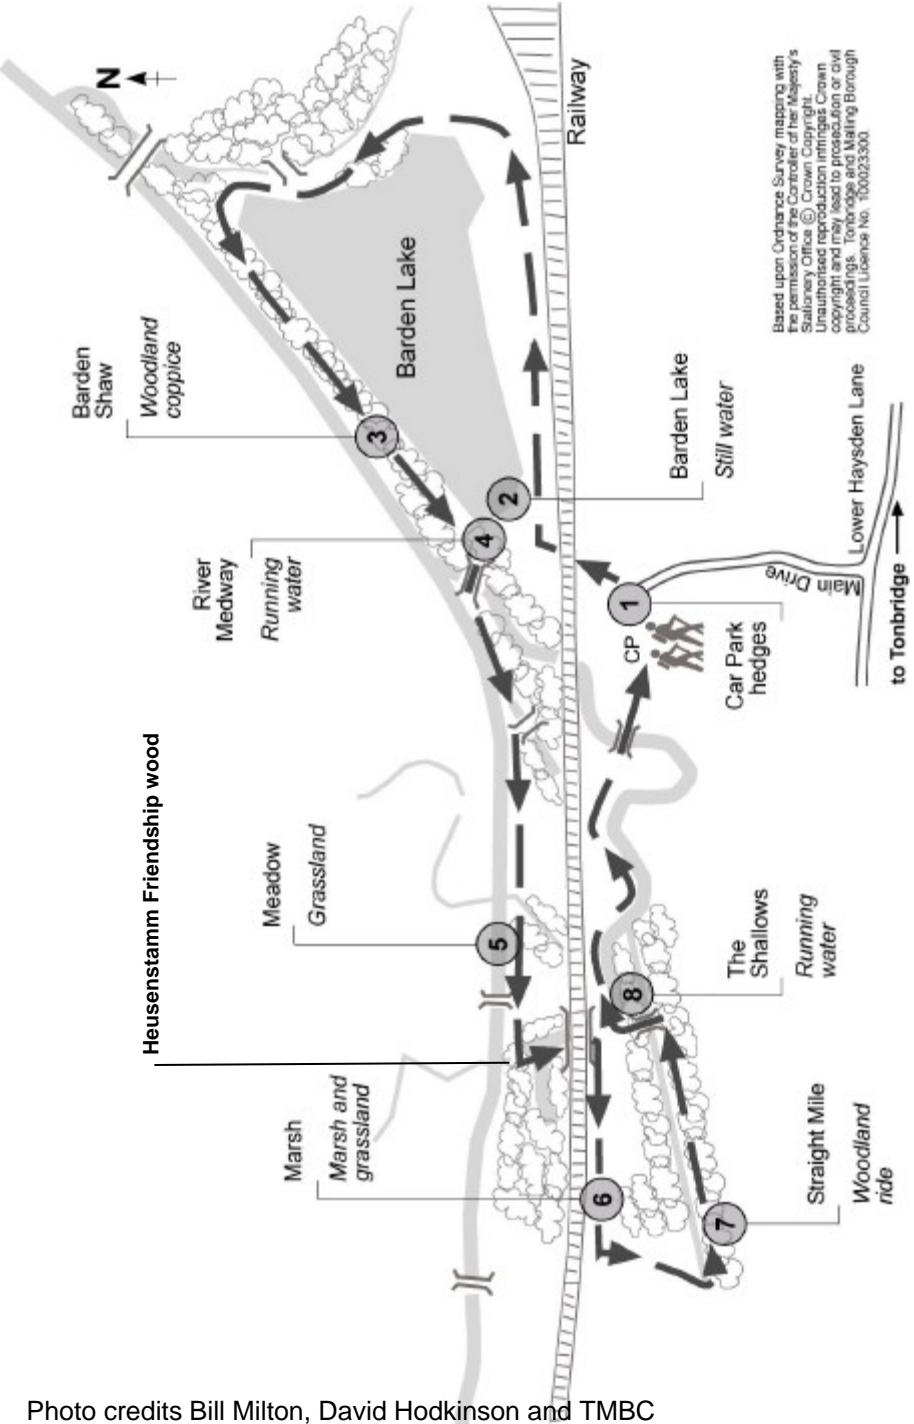 N
Barden
Shaw
Woodland
coppice
River
Medway
Running
water
Heusenstamm Friendship wood
Meadow
Grassland
Marsh
Marsh and
grassland
Barden Lake
Railway
3
2
4
1
5
6
7
8
CP
Barden Lake
Still water
Car Park
hedges
Main Drive
Lower Haysden Lane
to Tonbridge
The
Shallows
Running
water
Straight Mile
Woodland
ride
Based upon Ordnance Survey mapping with
the permission of the Controller of her Majesty's
Stationery Office © Crown Copyright.
Unauthorised reproduction infringes Crown
copyright and may lead to prosecution or civil
proceedings. Tonbridge and Malling Borough
Council Licence No. 100023300.
Photo credits Bill Milton, David Hodkinson and TMBC